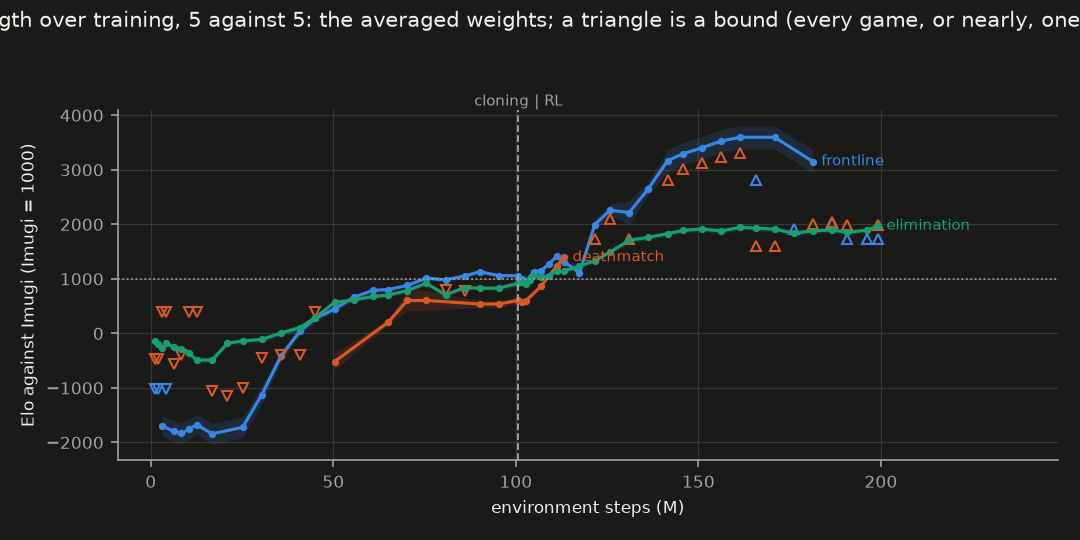 gth over training, 5 against 5: the averaged weights; a triangle is a bound (every game, or nearly, one
cloning | RL
4000
3000
2000
1000
0
−1000
−2000
Elo against Imugi (Imugi = 1000)
frontline
elimination
deathmatch
0
50
100
150
200
environment steps (M)